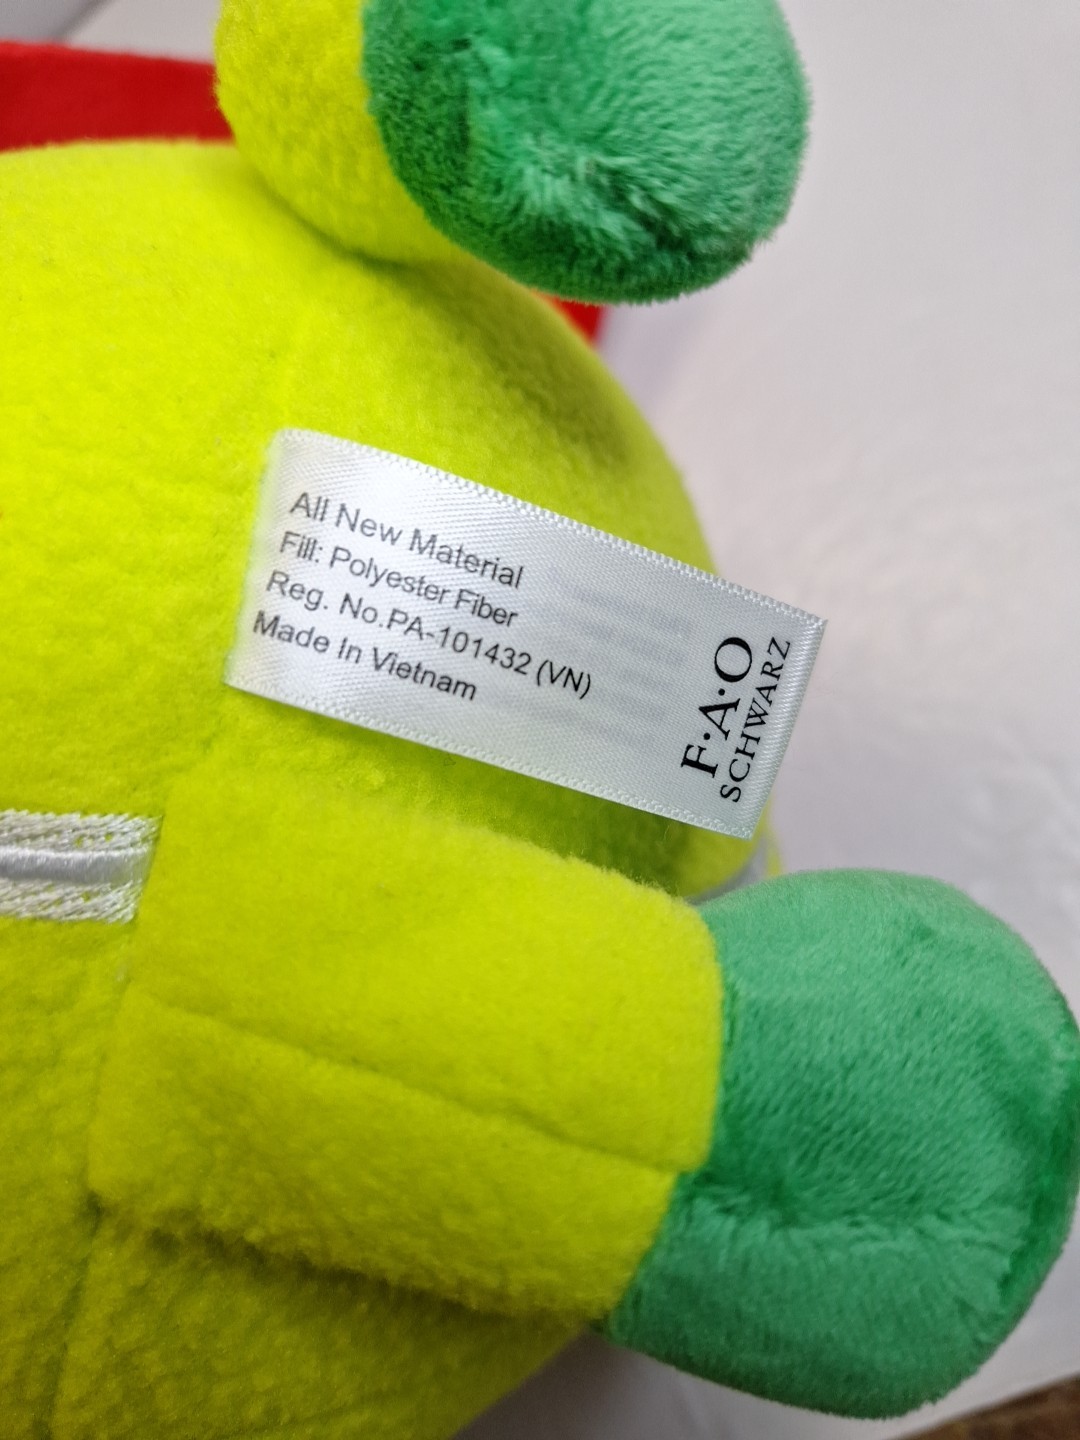 All New Material
Fill: Polyester Fiber
Reg. No.PA-101432 (VN)
Made In Vietnam
F·A·O
SCHWARZ